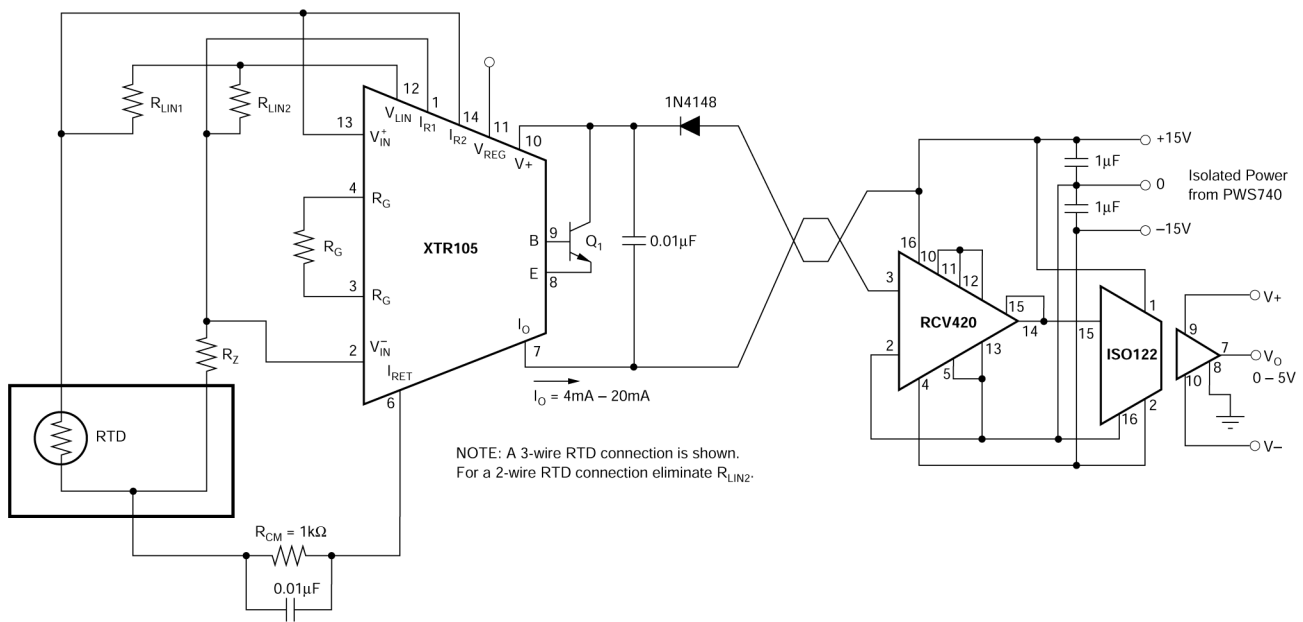 12
1
14
11
10
1N4148
R_LIN1
R_LIN2
V_LIN
I_R1
I_R2
V_REG
V+
13
V⁺_IN
4
R_G
R_G
3
R_G
XTR105
B
9
Q₁
E
8
0.01µF
2
V⁻_IN
R_Z
I_RET
6
I_O
7
I_O = 4mA – 20mA
RTD
NOTE: A 3-wire RTD connection is shown.
For a 2-wire RTD connection eliminate R_LIN2.
R_CM = 1kΩ
0.01µF
+15V
1µF
0
Isolated Power
from PWS740
1µF
–15V
16
10
11
12
3
15
RCV420
14
2
13
5
4
1
15
ISO122
16
2
9
V+
7
V_O
0 – 5V
8
10
V–